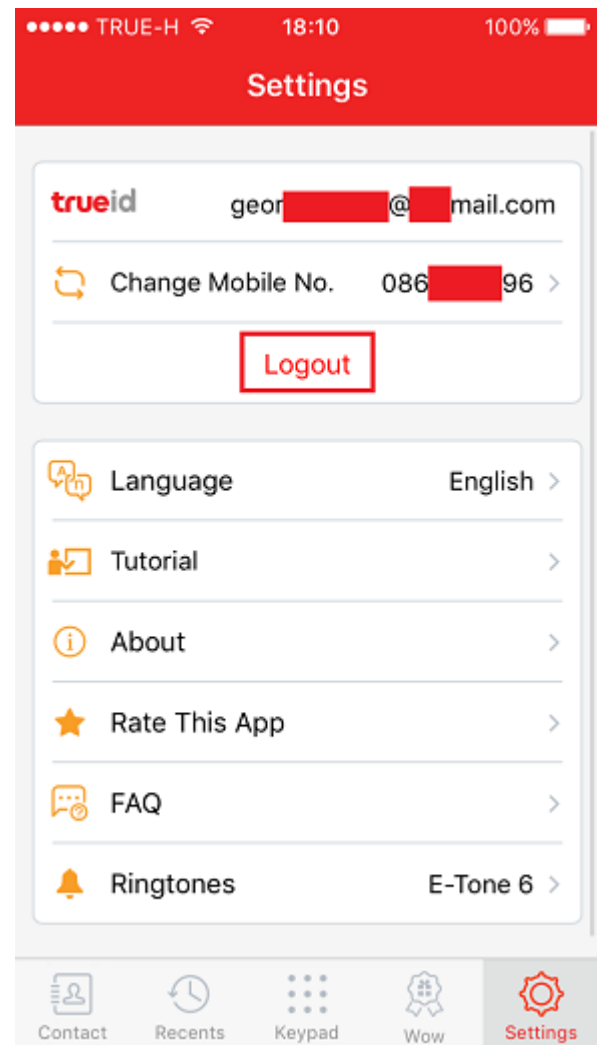 TRUE-H 18:10 100%
Settings
trueid geor @ mail.com
Change Mobile No. 086 96
Logout
Language English
Tutorial
About
Rate This App
FAQ
Ringtones E-Tone 6
Contact Recents Keypad Wow Settings